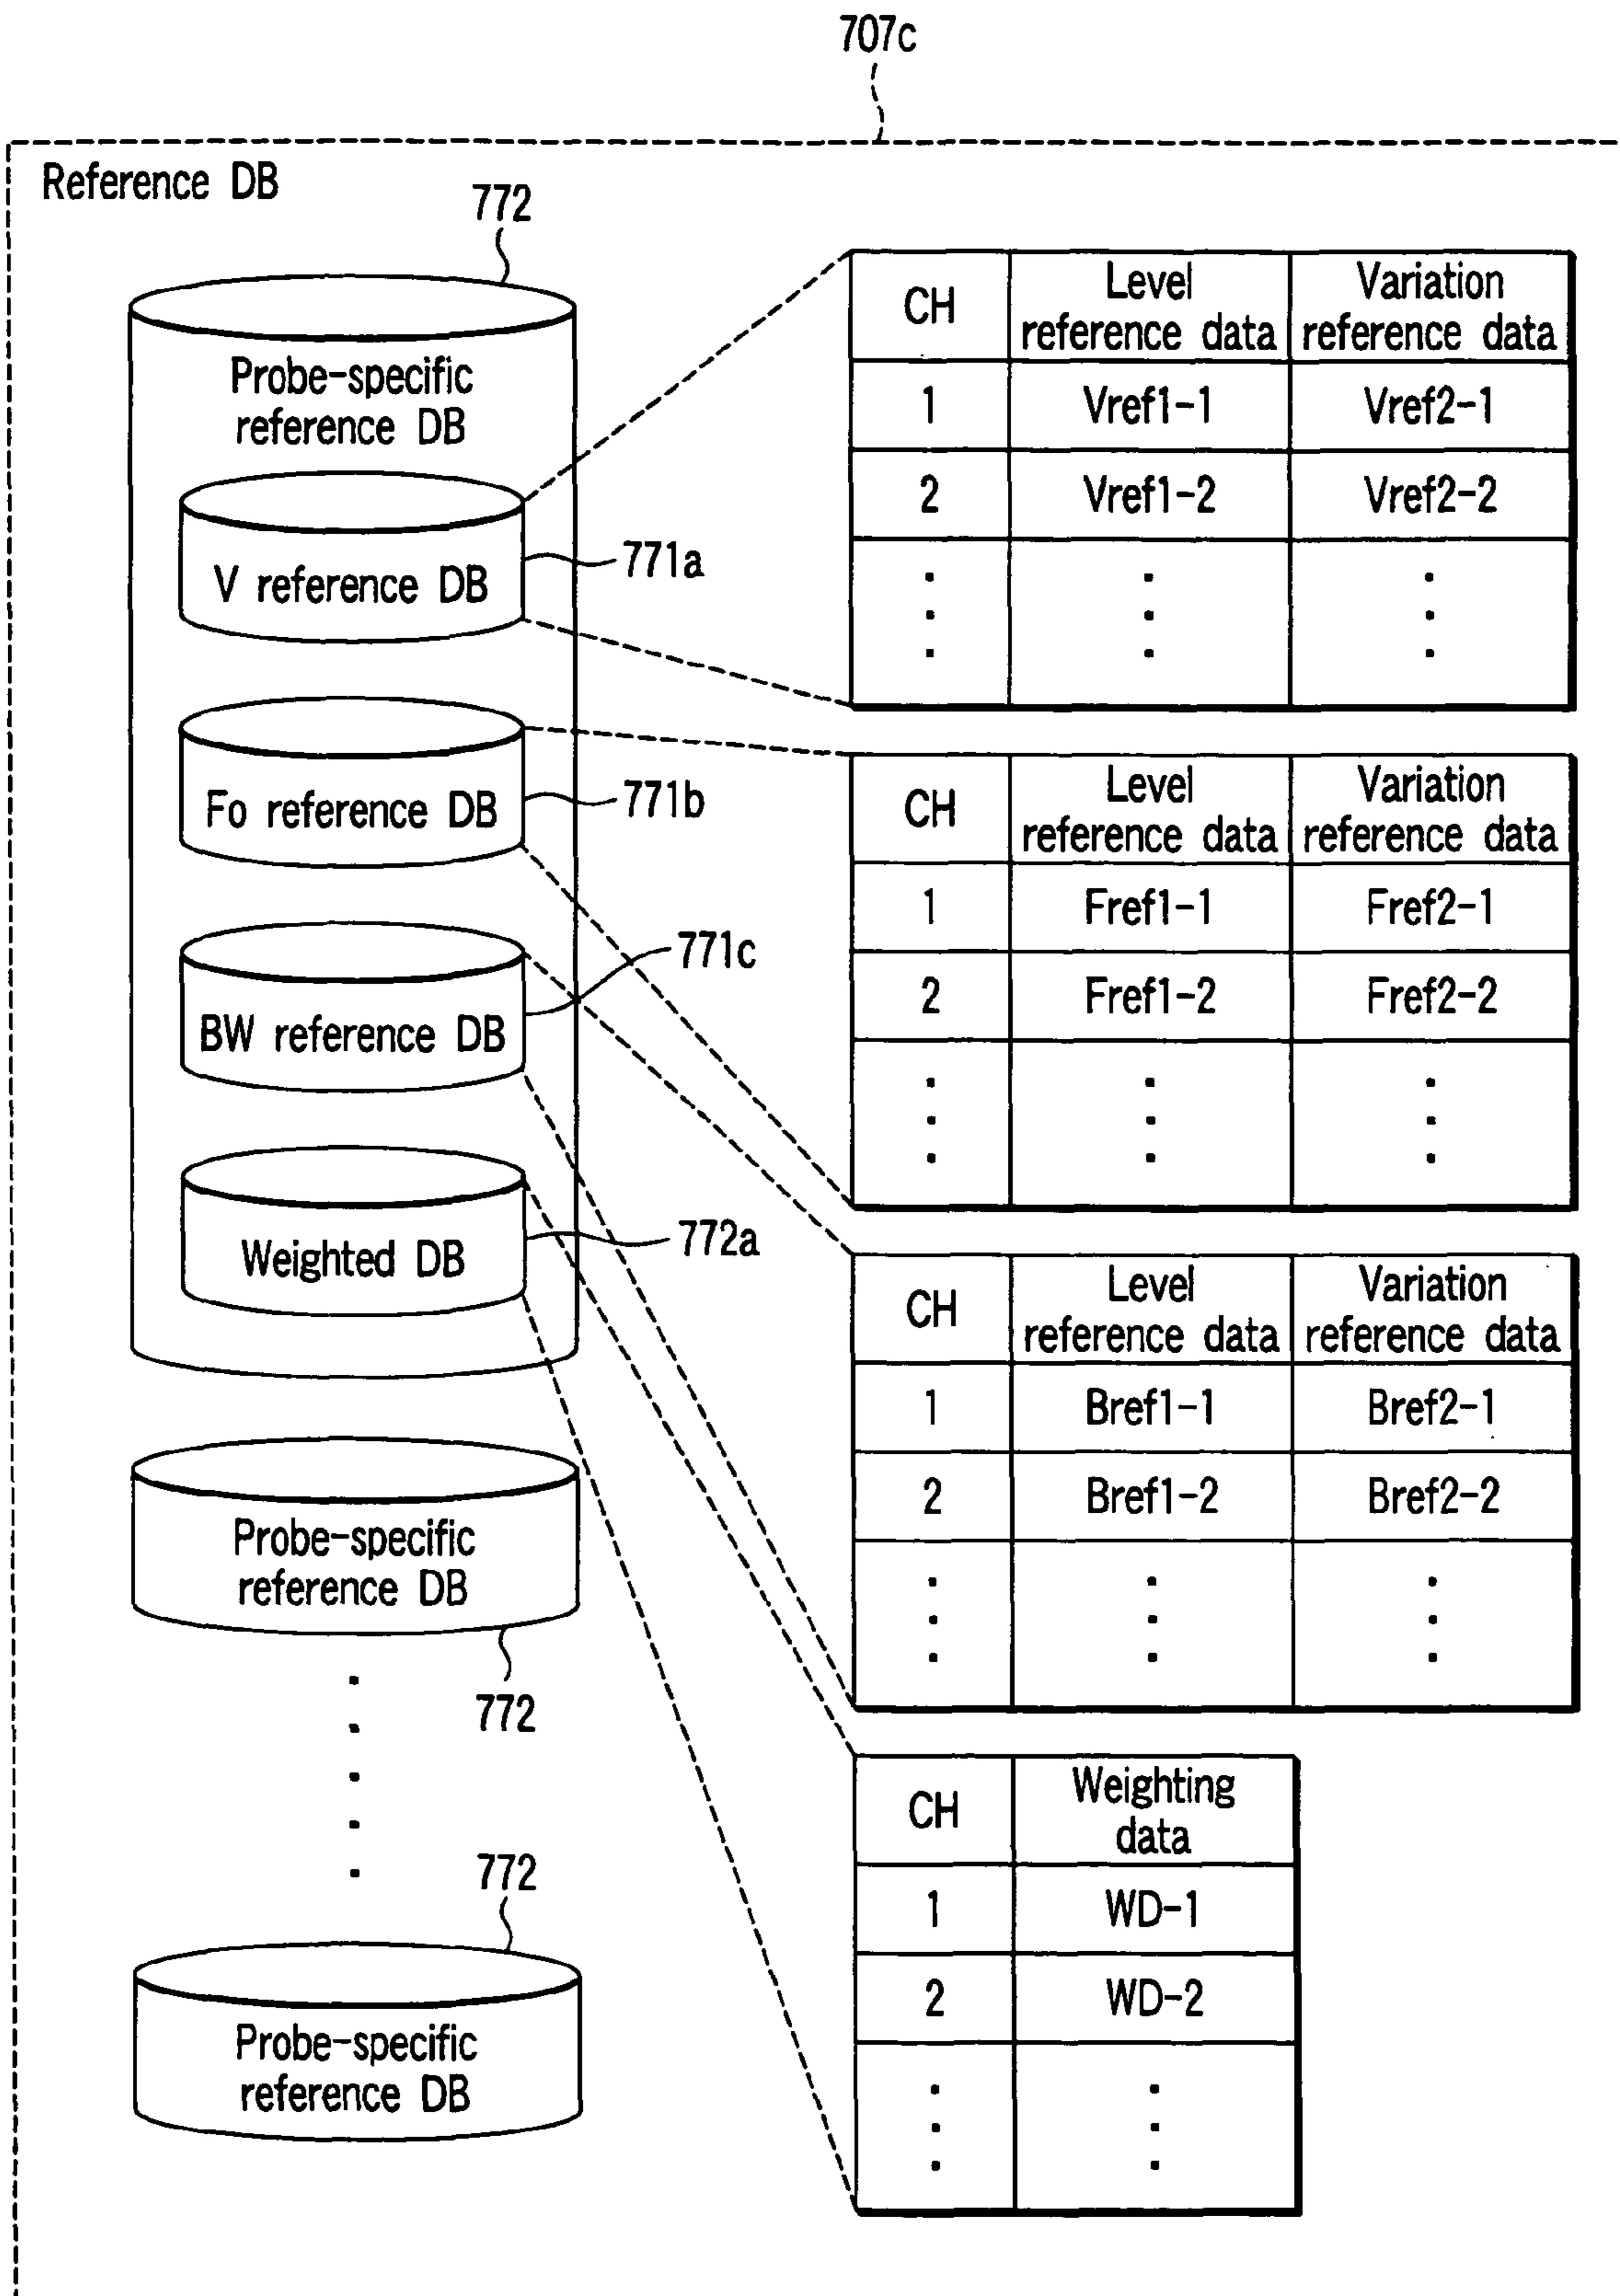 707c
Reference DB
772
Probe-specific
reference DB
V reference DB
771a
Fo reference DB
771b
BW reference DB
771c
Weighted DB
772a
Probe-specific
reference DB
772
772
Probe-specific
reference DB
CH Level reference data Variation reference data
1 Vref1-1 Vref2-1
2 Vref1-2 Vref2-2
CH Level reference data Variation reference data
1 Fref1-1 Fref2-1
2 Fref1-2 Fref2-2
CH Level reference data Variation reference data
1 Bref1-1 Bref2-1
2 Bref1-2 Bref2-2
CH Weighting data
1 WD-1
2 WD-2